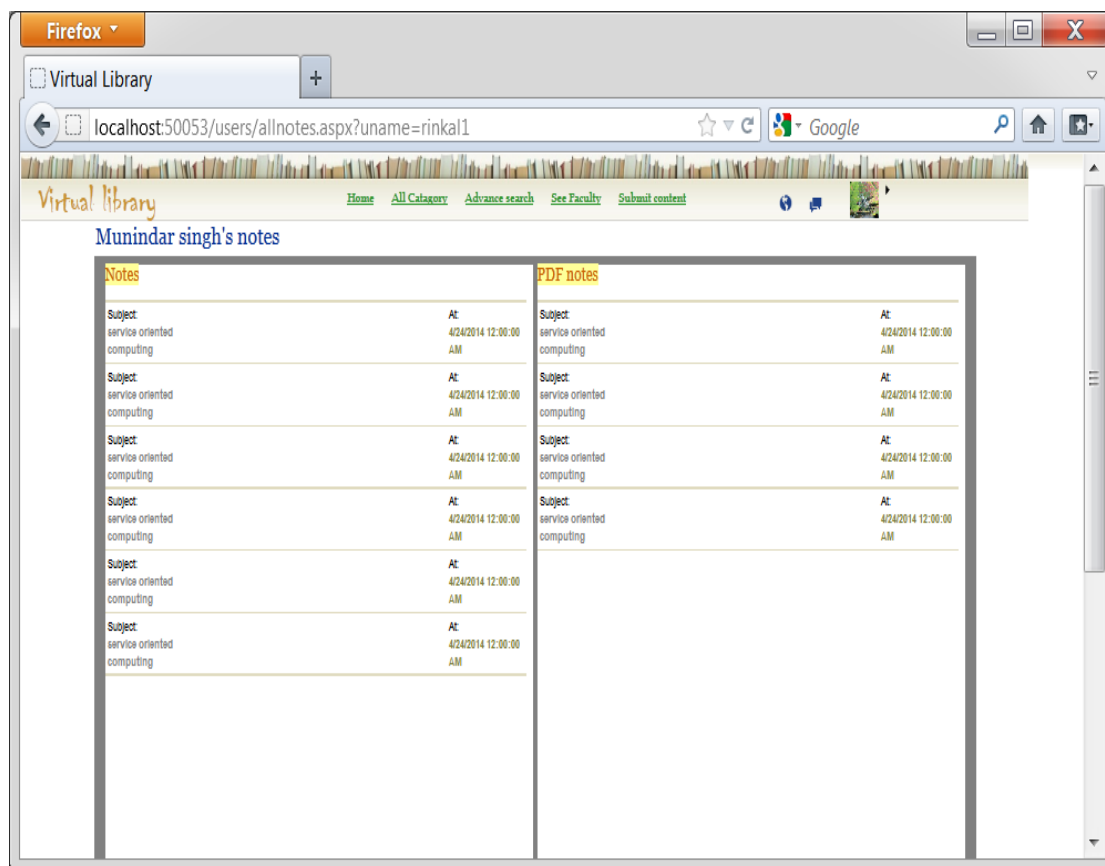 Firefox
Virtual Library
localhost:50053/users/allnotes.aspx?uname=rinkal1
Google
Virtual library
Home All Catagory Advance search See Faculty Submit content
Munindar singh's notes
Notes
Subject: At:
service oriented 4/24/2014 12:00:00
computing AM
Subject: At:
service oriented 4/24/2014 12:00:00
computing AM
Subject: At:
service oriented 4/24/2014 12:00:00
computing AM
Subject: At:
service oriented 4/24/2014 12:00:00
computing AM
Subject: At:
service oriented 4/24/2014 12:00:00
computing AM
Subject: At:
service oriented 4/24/2014 12:00:00
computing AM
PDF notes
Subject: At:
service oriented 4/24/2014 12:00:00
computing AM
Subject: At:
service oriented 4/24/2014 12:00:00
computing AM
Subject: At:
service oriented 4/24/2014 12:00:00
computing AM
Subject: At:
service oriented 4/24/2014 12:00:00
computing AM